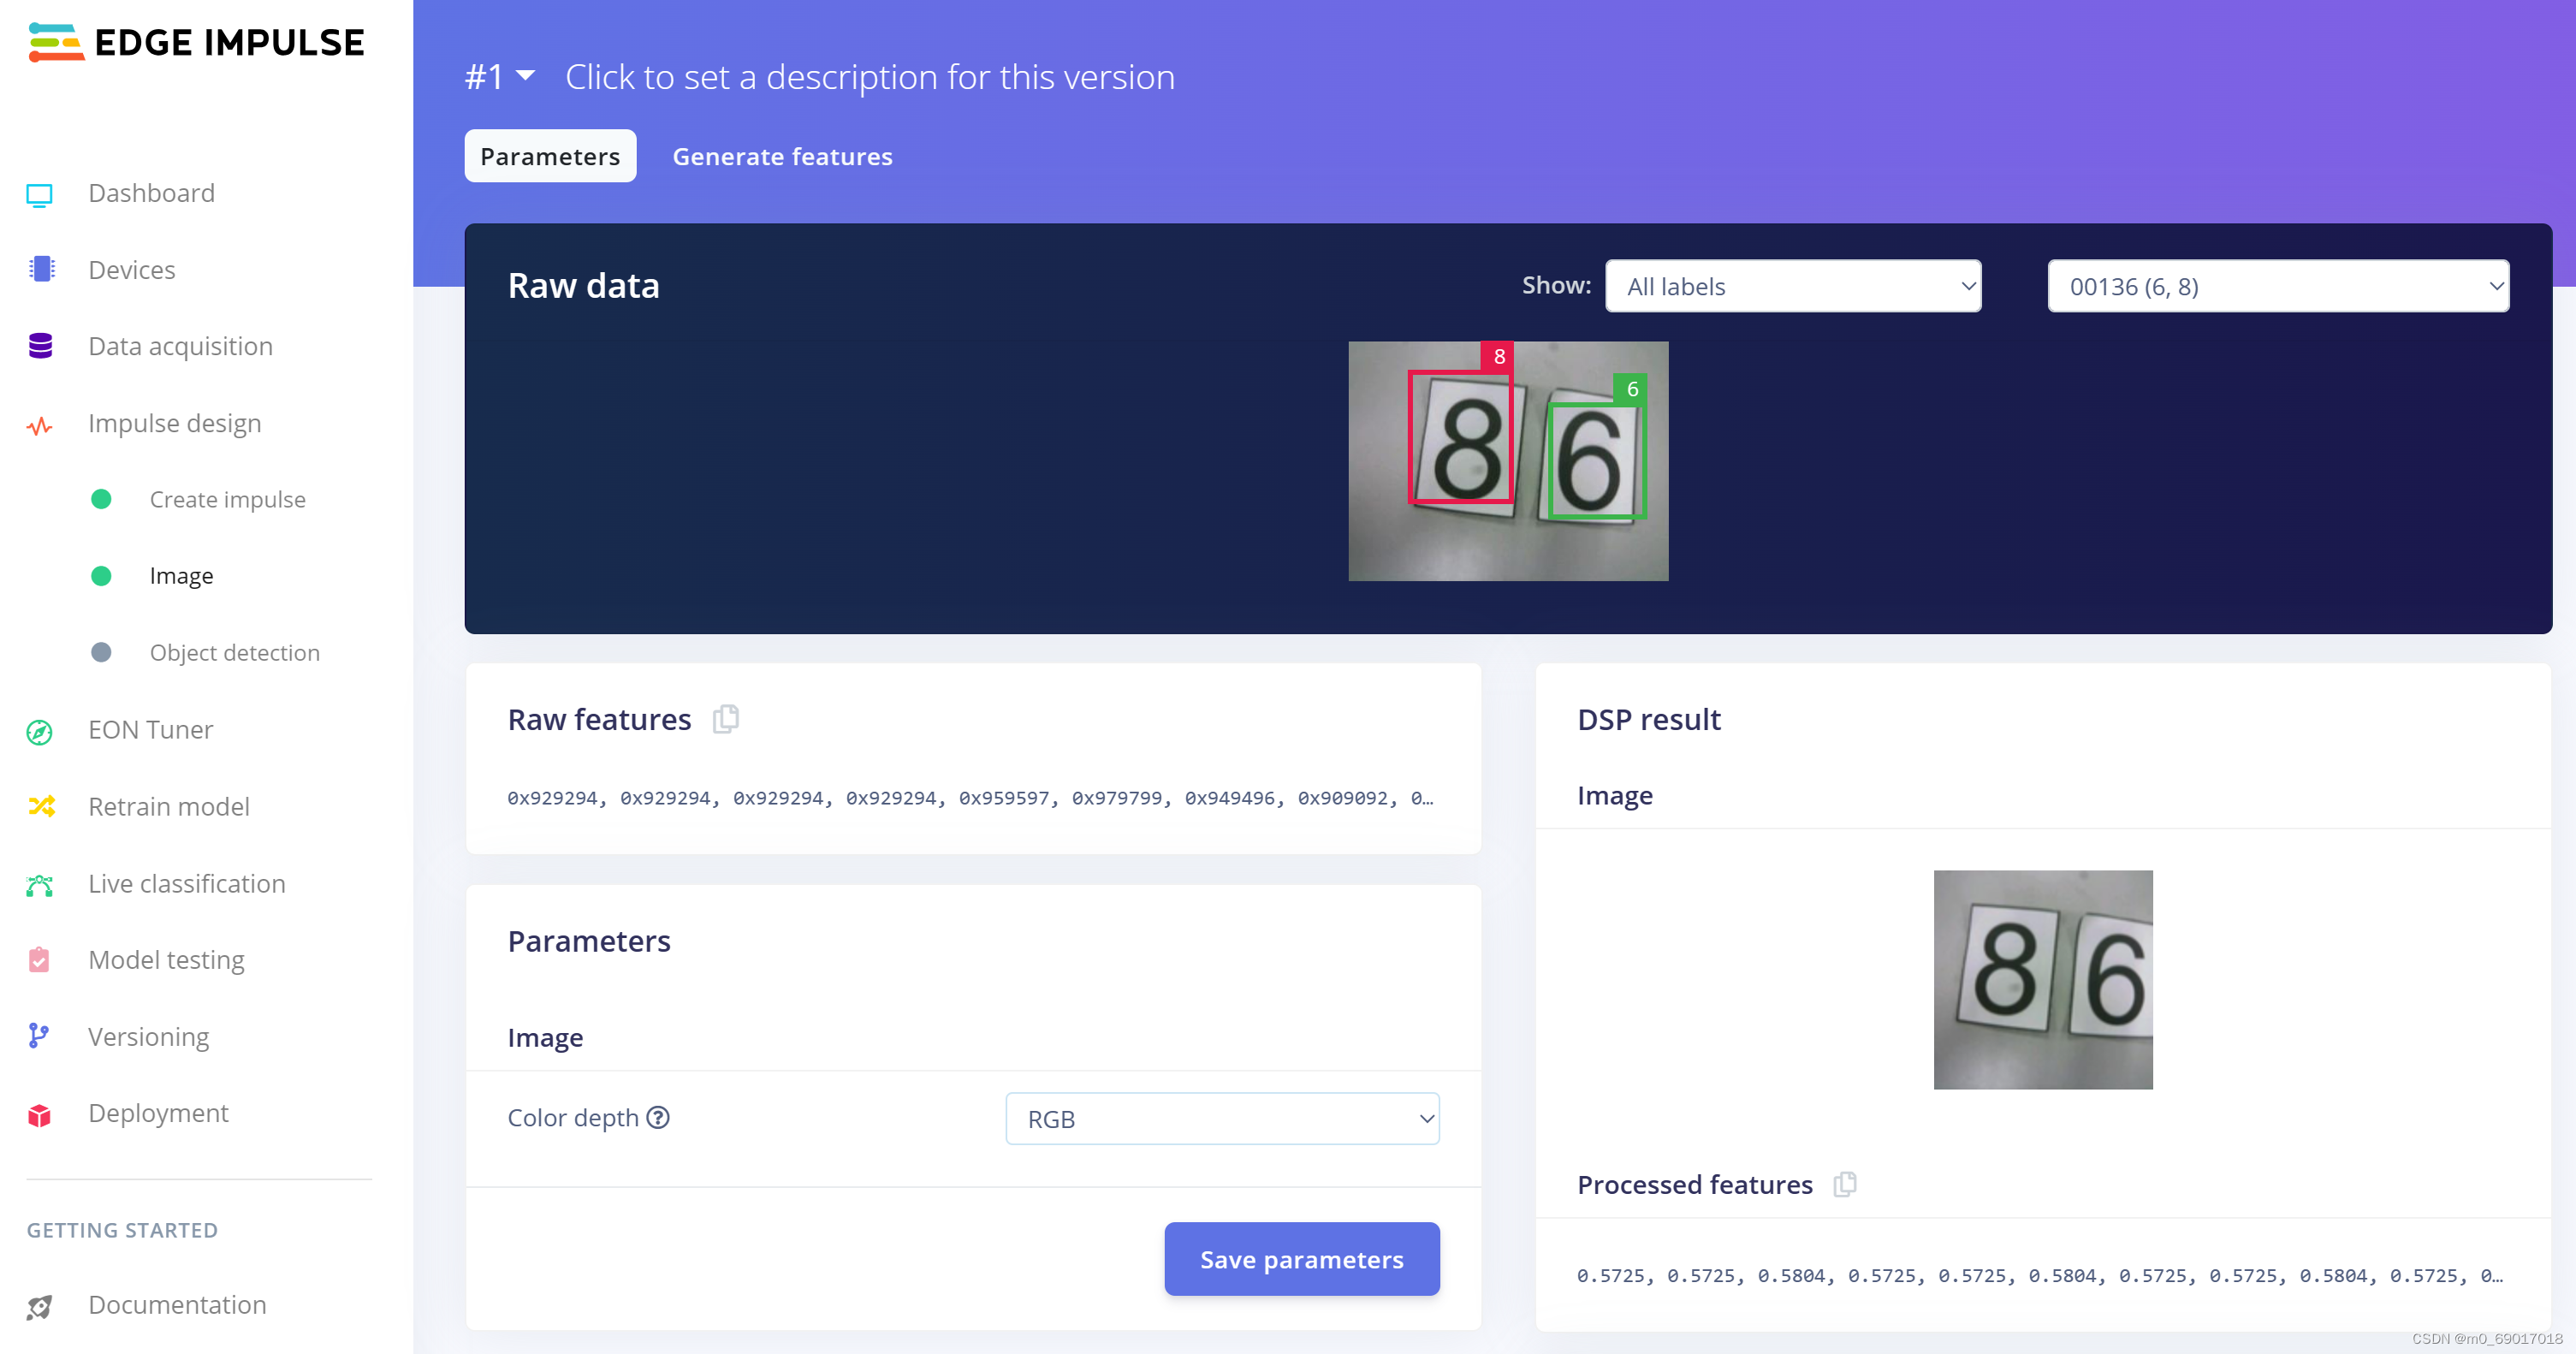 EDGE IMPULSE
Dashboard
Devices
Data acquisition
Impulse design
Create impulse
Image
Object detection
EON Tuner
Retrain model
Live classification
Model testing
Versioning
Deployment
GETTING STARTED
Documentation
#1 Click to set a description for this version
Parameters Generate features
Raw data Show: All labels 00136 (6, 8)
8
6
8 6
Raw features
0x929294, 0x929294, 0x929294, 0x929294, 0x959597, 0x979799, 0x949496, 0x909092, 0…
Parameters
Image
Color depth RGB
Save parameters
DSP result
Image
8 6
Processed features
0.5725, 0.5725, 0.5804, 0.5725, 0.5725, 0.5804, 0.5725, 0.5725, 0.5804, 0.5725, 0…
CSDN @m0_69017018